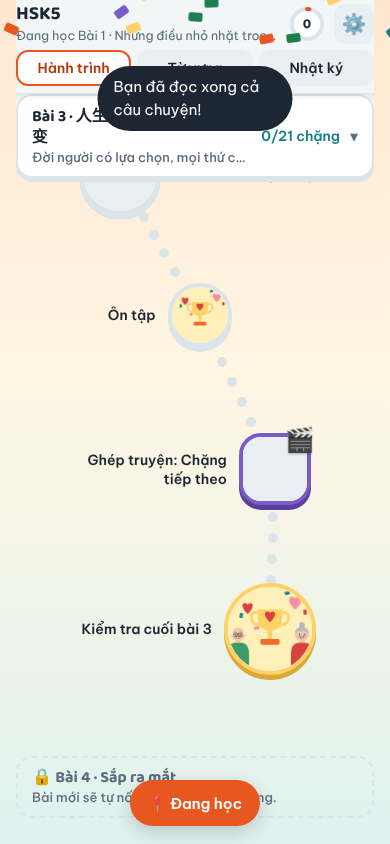 HSK5
Đang học Bài 1 · Những điều nhỏ nhặt tron…
0
Hành trình
Nhật ký
Bạn đã đọc xong cả
câu chuyện!
Bài 3 · 人生
变
0/21 chặng
Đời người có lựa chọn, mọi thứ c…
Ôn tập
Ghép truyện: Chặng
tiếp theo
Kiểm tra cuối bài 3
Bài 4 · Sắp ra mắt
Bài mới sẽ tự
Đang học